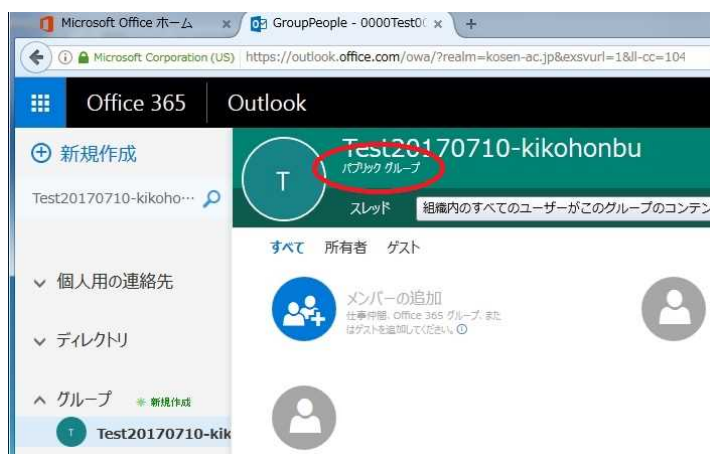 Microsoft Office ホーム
GroupPeople - 0000Test0
Microsoft Corporation (US)
https://outlook.office.com/owa/?realm=kosen-ac.jp&exsvurl=1&ll-cc=104
Office 365
Outlook
新規作成
Test20170710-kikoho…
個人用の連絡先
ディレクトリ
グループ
新規作成
Test20170710-kik
T
Test20170710-kikohonbu
パブリック グループ
スレッド
組織内のすべてのユーザーがこのグループのコンテン
すべて 所有者 ゲスト
メンバーの追加
仕事仲間、Office 365 グループ、また
はゲストを追加してください。